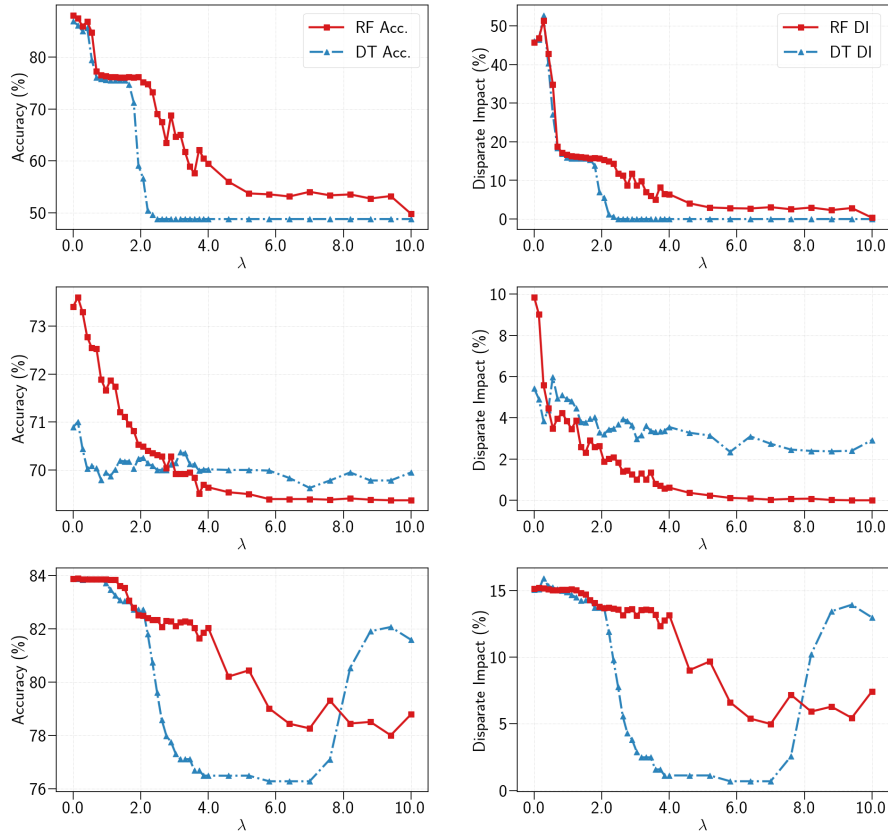 RF Acc.
DT Acc.
Accuracy (%)
80
70
60
50
0.0 2.0 4.0 6.0 8.0 10.0
λ
RF DI
DT DI
Disparate Impact (%)
50
40
30
20
10
0
0.0 2.0 4.0 6.0 8.0 10.0
λ
Accuracy (%)
73
72
71
70
0.0 2.0 4.0 6.0 8.0 10.0
λ
Disparate Impact (%)
10
8
6
4
2
0
0.0 2.0 4.0 6.0 8.0 10.0
λ
Accuracy (%)
84
82
80
78
76
0.0 2.0 4.0 6.0 8.0 10.0
λ
Disparate Impact (%)
15
10
5
0
0.0 2.0 4.0 6.0 8.0 10.0
λ